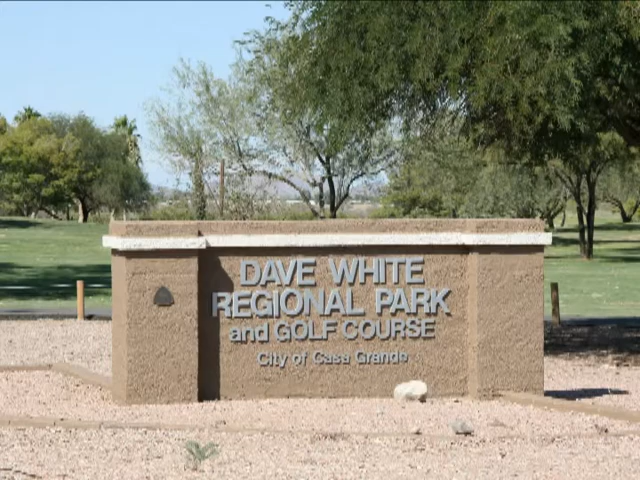 DAVE WHITE
REGIONAL PARK
and GOLF COURSE
City of Casa Grande